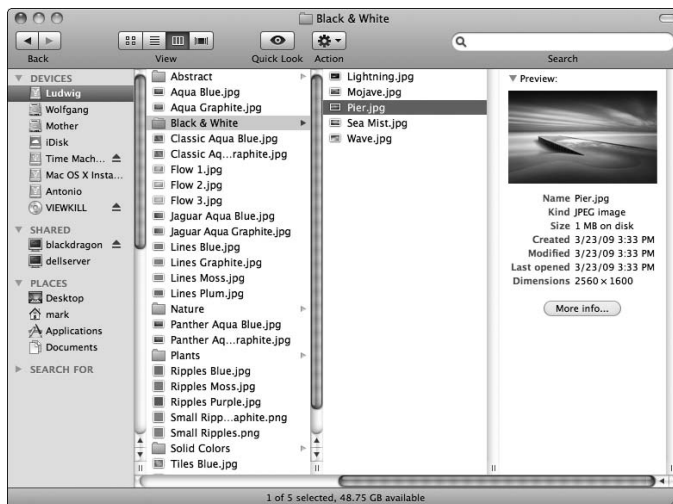 Black & White
Back
View
Quick Look
Action
Search
DEVICES
Ludwig
Wolfgang
Mother
iDisk
Time Mach...
Mac OS X Insta...
Antonio
VIEWKILL
SHARED
blackdragon
dellserver
PLACES
Desktop
mark
Applications
Documents
SEARCH FOR
Abstract
Aqua Blue.jpg
Aqua Graphite.jpg
Black & White
Classic Aqua Blue.jpg
Classic Aq...raphite.jpg
Flow 1.jpg
Flow 2.jpg
Flow 3.jpg
Jaguar Aqua Blue.jpg
Jaguar Aqua Graphite.jpg
Lines Blue.jpg
Lines Graphite.jpg
Lines Moss.jpg
Lines Plum.jpg
Nature
Panther Aqua Blue.jpg
Panther Aq...raphite.jpg
Plants
Ripples Blue.jpg
Ripples Moss.jpg
Ripples Purple.jpg
Small Ripp...aphite.png
Small Ripples.png
Solid Colors
Tiles Blue.jpg
Lightning.jpg
Mojave.jpg
Pier.jpg
Sea Mist.jpg
Wave.jpg
Preview:
Name Pier.jpg
Kind JPEG image
Size 1 MB on disk
Created 3/23/09 3:33 PM
Modified 3/23/09 3:33 PM
Last opened 3/23/09 3:33 PM
Dimensions 2560 × 1600
More info...
1 of 5 selected, 48.75 GB available